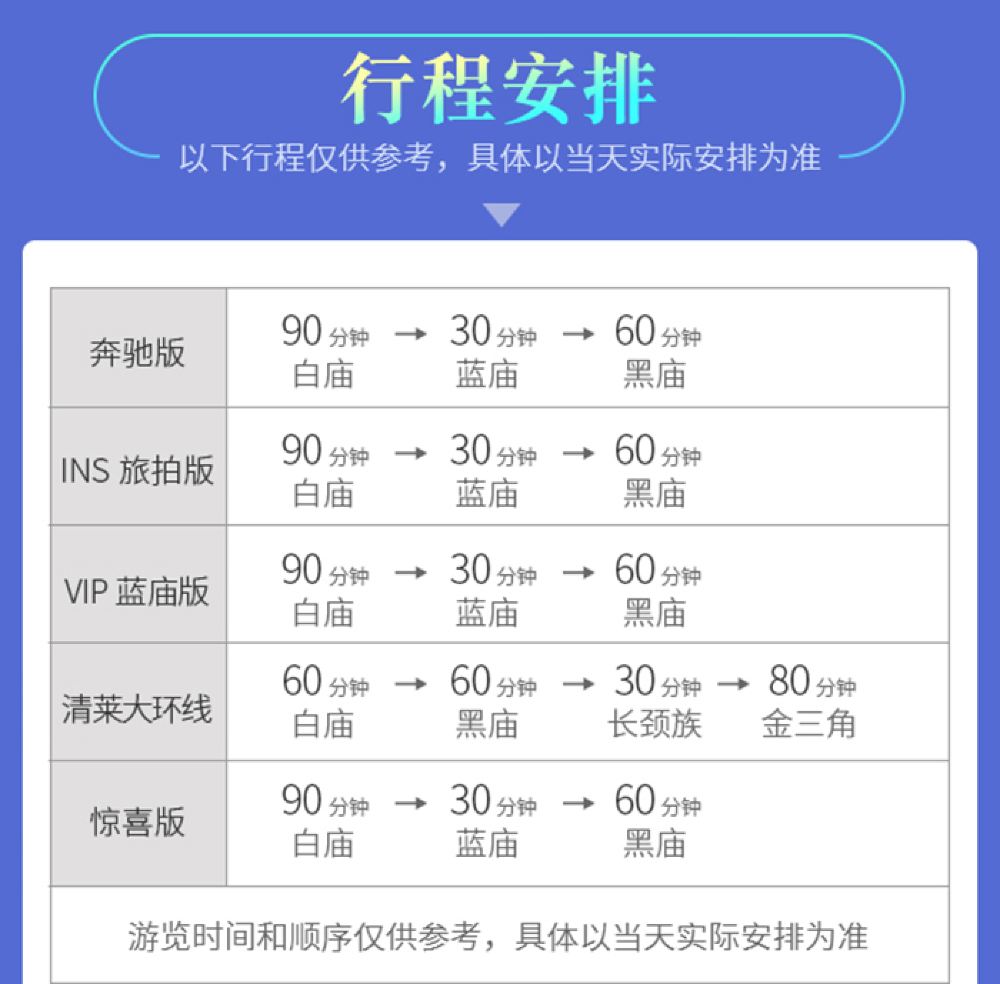 行程安排
以下行程仅供参考，具体以当天实际安排为准
奔驰版
90分钟 → 30分钟 → 60分钟
白庙 蓝庙 黑庙
INS 旅拍版
90分钟 → 30分钟 → 60分钟
白庙 蓝庙 黑庙
VIP 蓝庙版
90分钟 → 30分钟 → 60分钟
白庙 蓝庙 黑庙
清莱大环线
60分钟 → 60分钟 → 30分钟 → 80分钟
白庙 黑庙 长颈族 金三角
惊喜版
90分钟 → 30分钟 → 60分钟
白庙 蓝庙 黑庙
游览时间和顺序仅供参考，具体以当天实际安排为准